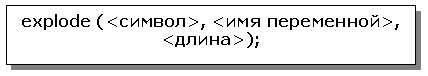 explode (<символ>, <имя переменной>,
<длина>);